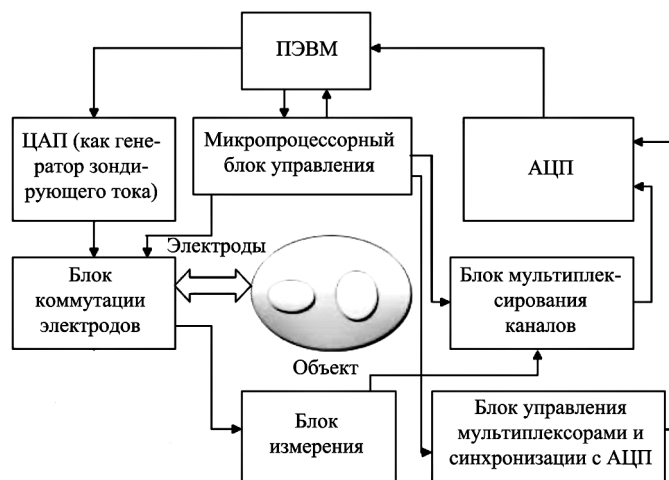 ПЭВМ
ЦАП (как гене-
ратор зонди-
рующего тока)
Микропроцессорный
блок управления
АЦП
Электроды
Блок
коммутации
электродов
Блок мультиплек-
сирования
каналов
Объект
Блок
измерения
Блок управления
мультиплексорами и
синхронизации с АЦП